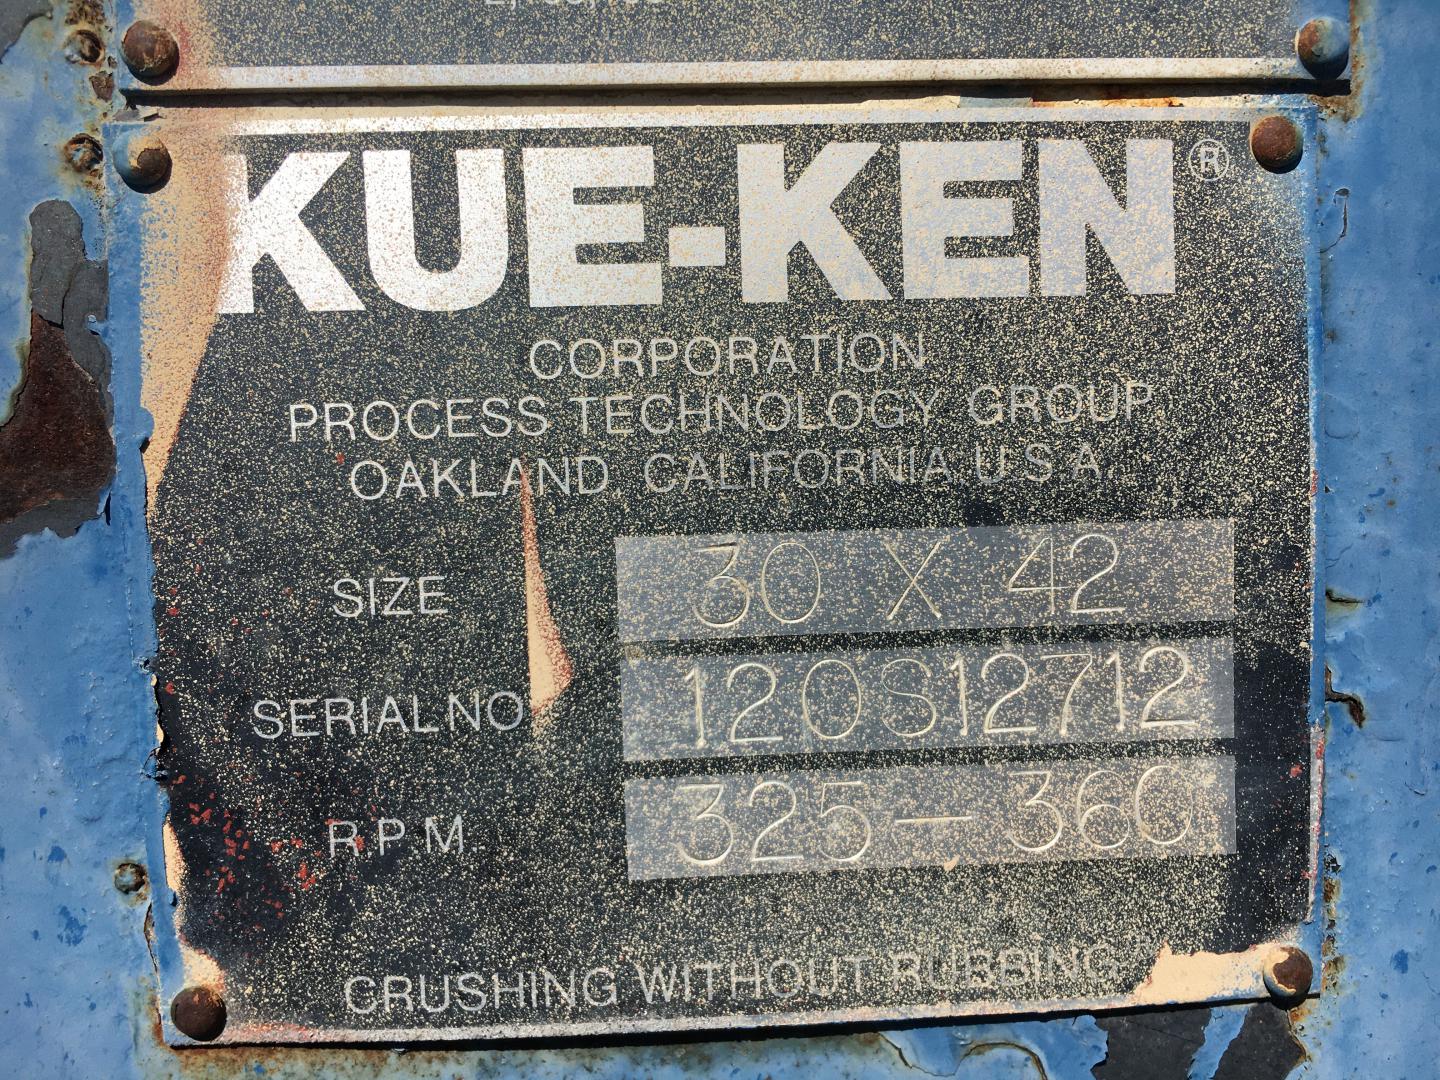 KUE-KEN®
CORPORATION
PROCESS TECHNOLOGY GROUP
OAKLAND, CALIFORNIA, U.S.A.
SIZE 30 X 42
SERIAL NO 120S12712
R.P.M. 325 — 360
CRUSHING WITHOUT RUBBING